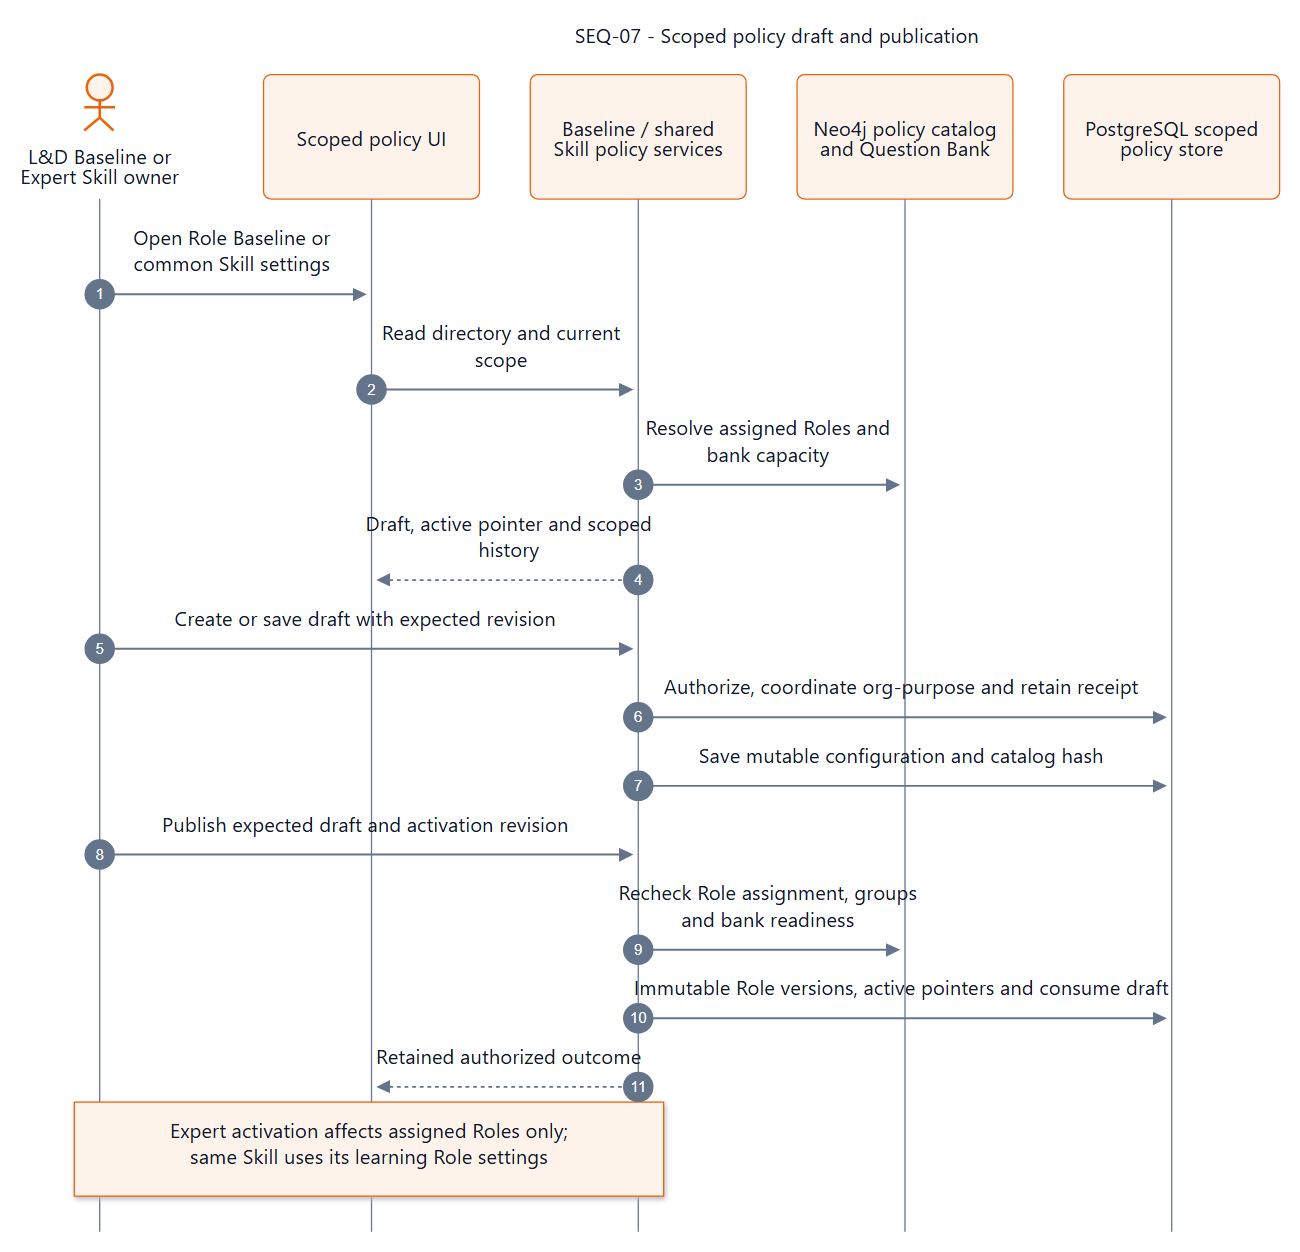 SEQ-07 - Scoped policy draft and publication
L&D Baseline or
Expert Skill owner
Scoped policy UI
Baseline / shared
Skill policy services
Neo4j policy catalog
and Question Bank
PostgreSQL scoped
policy store
Open Role Baseline or
common Skill settings
1
Read directory and current
scope
2
Resolve assigned Roles and
bank capacity
3
Draft, active pointer and scoped
history
4
Create or save draft with expected revision
5
Authorize, coordinate org-purpose and retain receipt
6
Save mutable configuration and catalog hash
7
Publish expected draft and activation revision
8
Recheck Role assignment, groups
and bank readiness
9
Immutable Role versions, active pointers and consume draft
10
Retained authorized outcome
11
Expert activation affects assigned Roles only;
same Skill uses its learning Role settings